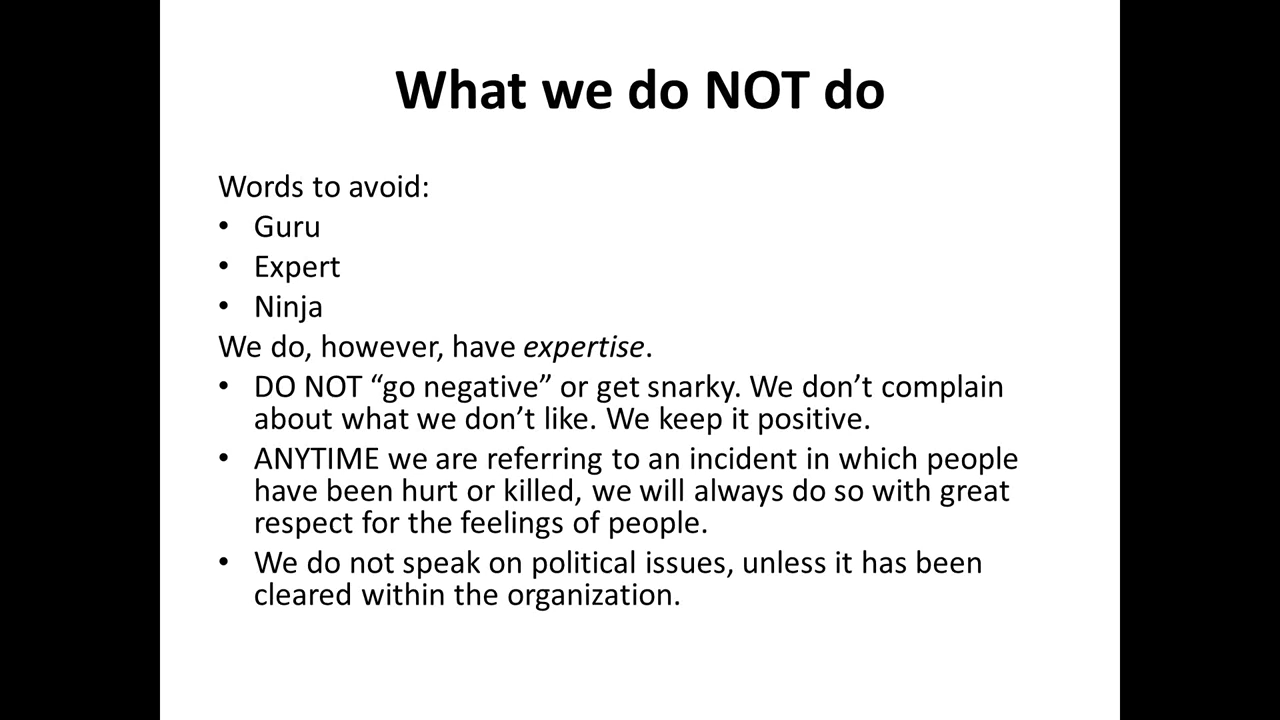 What we do NOT do
Words to avoid:
• Guru
• Expert
• Ninja
We do, however, have expertise.
• DO NOT “go negative” or get snarky. We don’t complain
about what we don’t like. We keep it positive.
• ANYTIME we are referring to an incident in which people
have been hurt or killed, we will always do so with great
respect for the feelings of people.
• We do not speak on political issues, unless it has been
cleared within the organization.